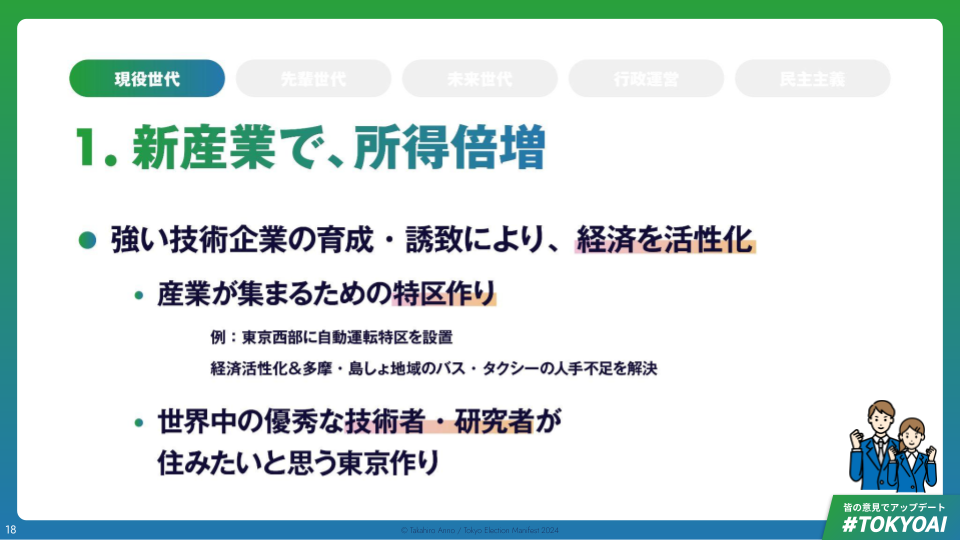 現役世代
先輩世代
未来世代
行政運営
民主主義
1. 新産業で、所得倍増
強い技術企業の育成・誘致により、経済を活性化
産業が集まるための特区作り
例：東京西部に自動運転特区を設置
経済活性化＆多摩・島しょ地域のバス・タクシーの人手不足を解決
世界中の優秀な技術者・研究者が
住みたいと思う東京作り
皆の意見でアップデート
#TOKYOAI
18
© Takahiro Anno / Tokyo Election Manifest 2024